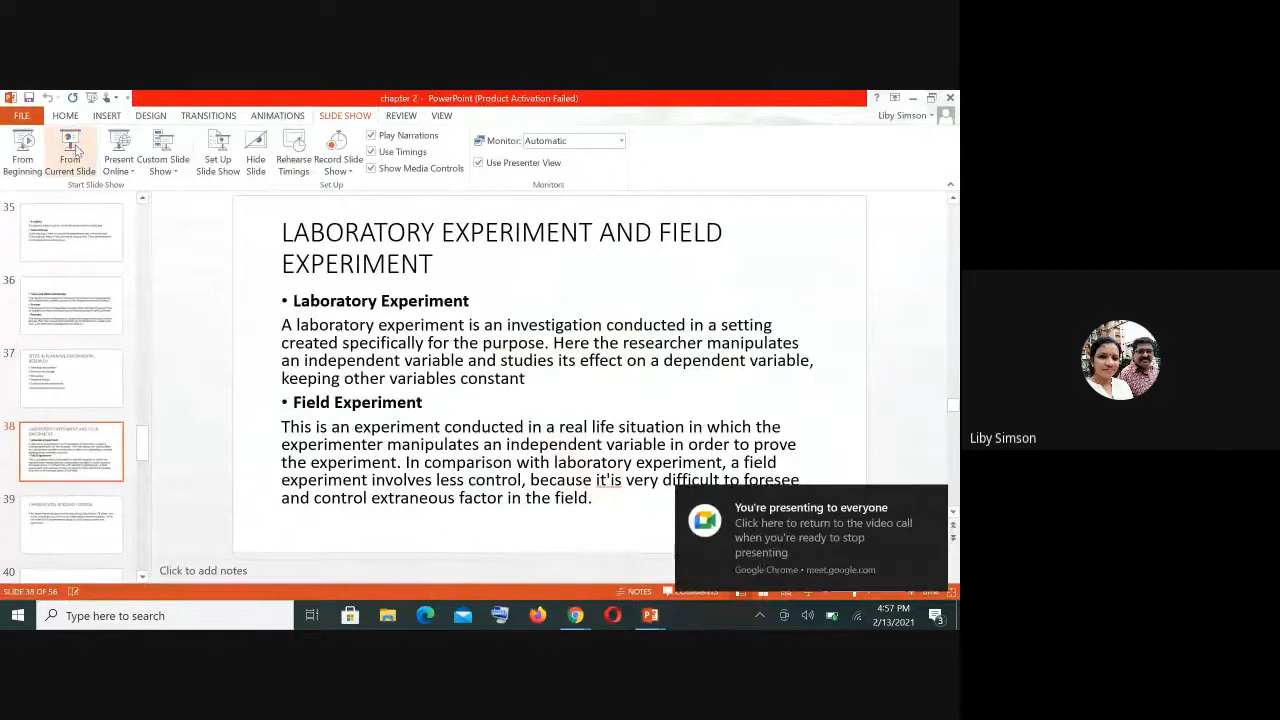 chapter 2 - PowerPoint (Product Activation Failed)
FILE HOME INSERT DESIGN TRANSITIONS ANIMATIONS SLIDE SHOW REVIEW VIEW
Liby Simson
From Beginning
From Current Slide
Present Online
Custom Slide Show
Start Slide Show
Set Up Slide Show
Hide Slide
Rehearse Timings
Record Slide Show
Play Narrations
Use Timings
Show Media Controls
Set Up
Monitor: Automatic
Use Presenter View
Monitors
35
36
37
38
39
40
LABORATORY EXPERIMENT AND FIELD
EXPERIMENT
• Laboratory Experiment
A laboratory experiment is an investigation conducted in a setting
created specifically for the purpose. Here the researcher manipulates
an independent variable and studies its effect on a dependent variable,
keeping other variables constant
• Field Experiment
This is an experiment conducted in a real life situation in which the
experimenter manipulates an independent variable in order to prove
the experiment. In comparison with laboratory experiment, a field
experiment involves less control, because it'is very difficult to foresee
and control extraneous factor in the field.
You're presenting to everyone
Click here to return to the video call
when you're ready to stop
presenting
Google Chrome • meet.google.com
Click to add notes
SLIDE 38 OF 56
NOTES
Type here to search
4:57 PM
2/13/2021
3
Liby Simson